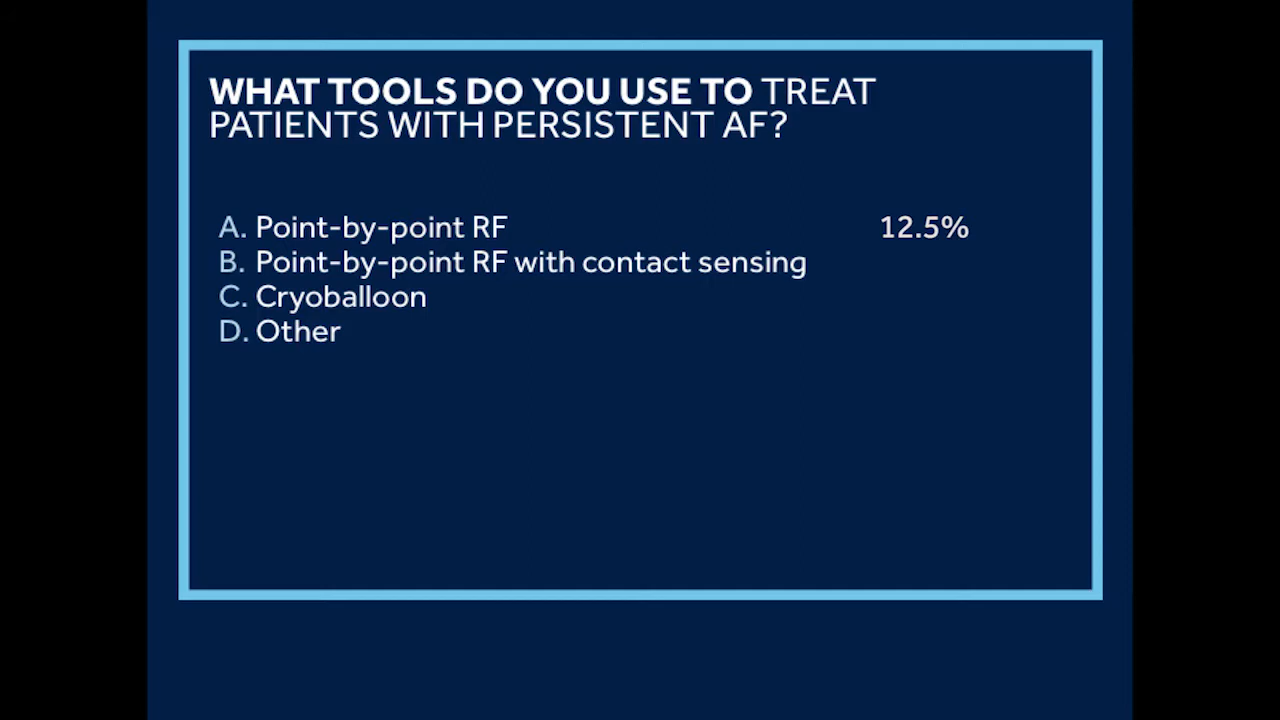 WHAT TOOLS DO YOU USE TO TREAT
PATIENTS WITH PERSISTENT AF?
A. Point-by-point RF 12.5%
B. Point-by-point RF with contact sensing
C. Cryoballoon
D. Other